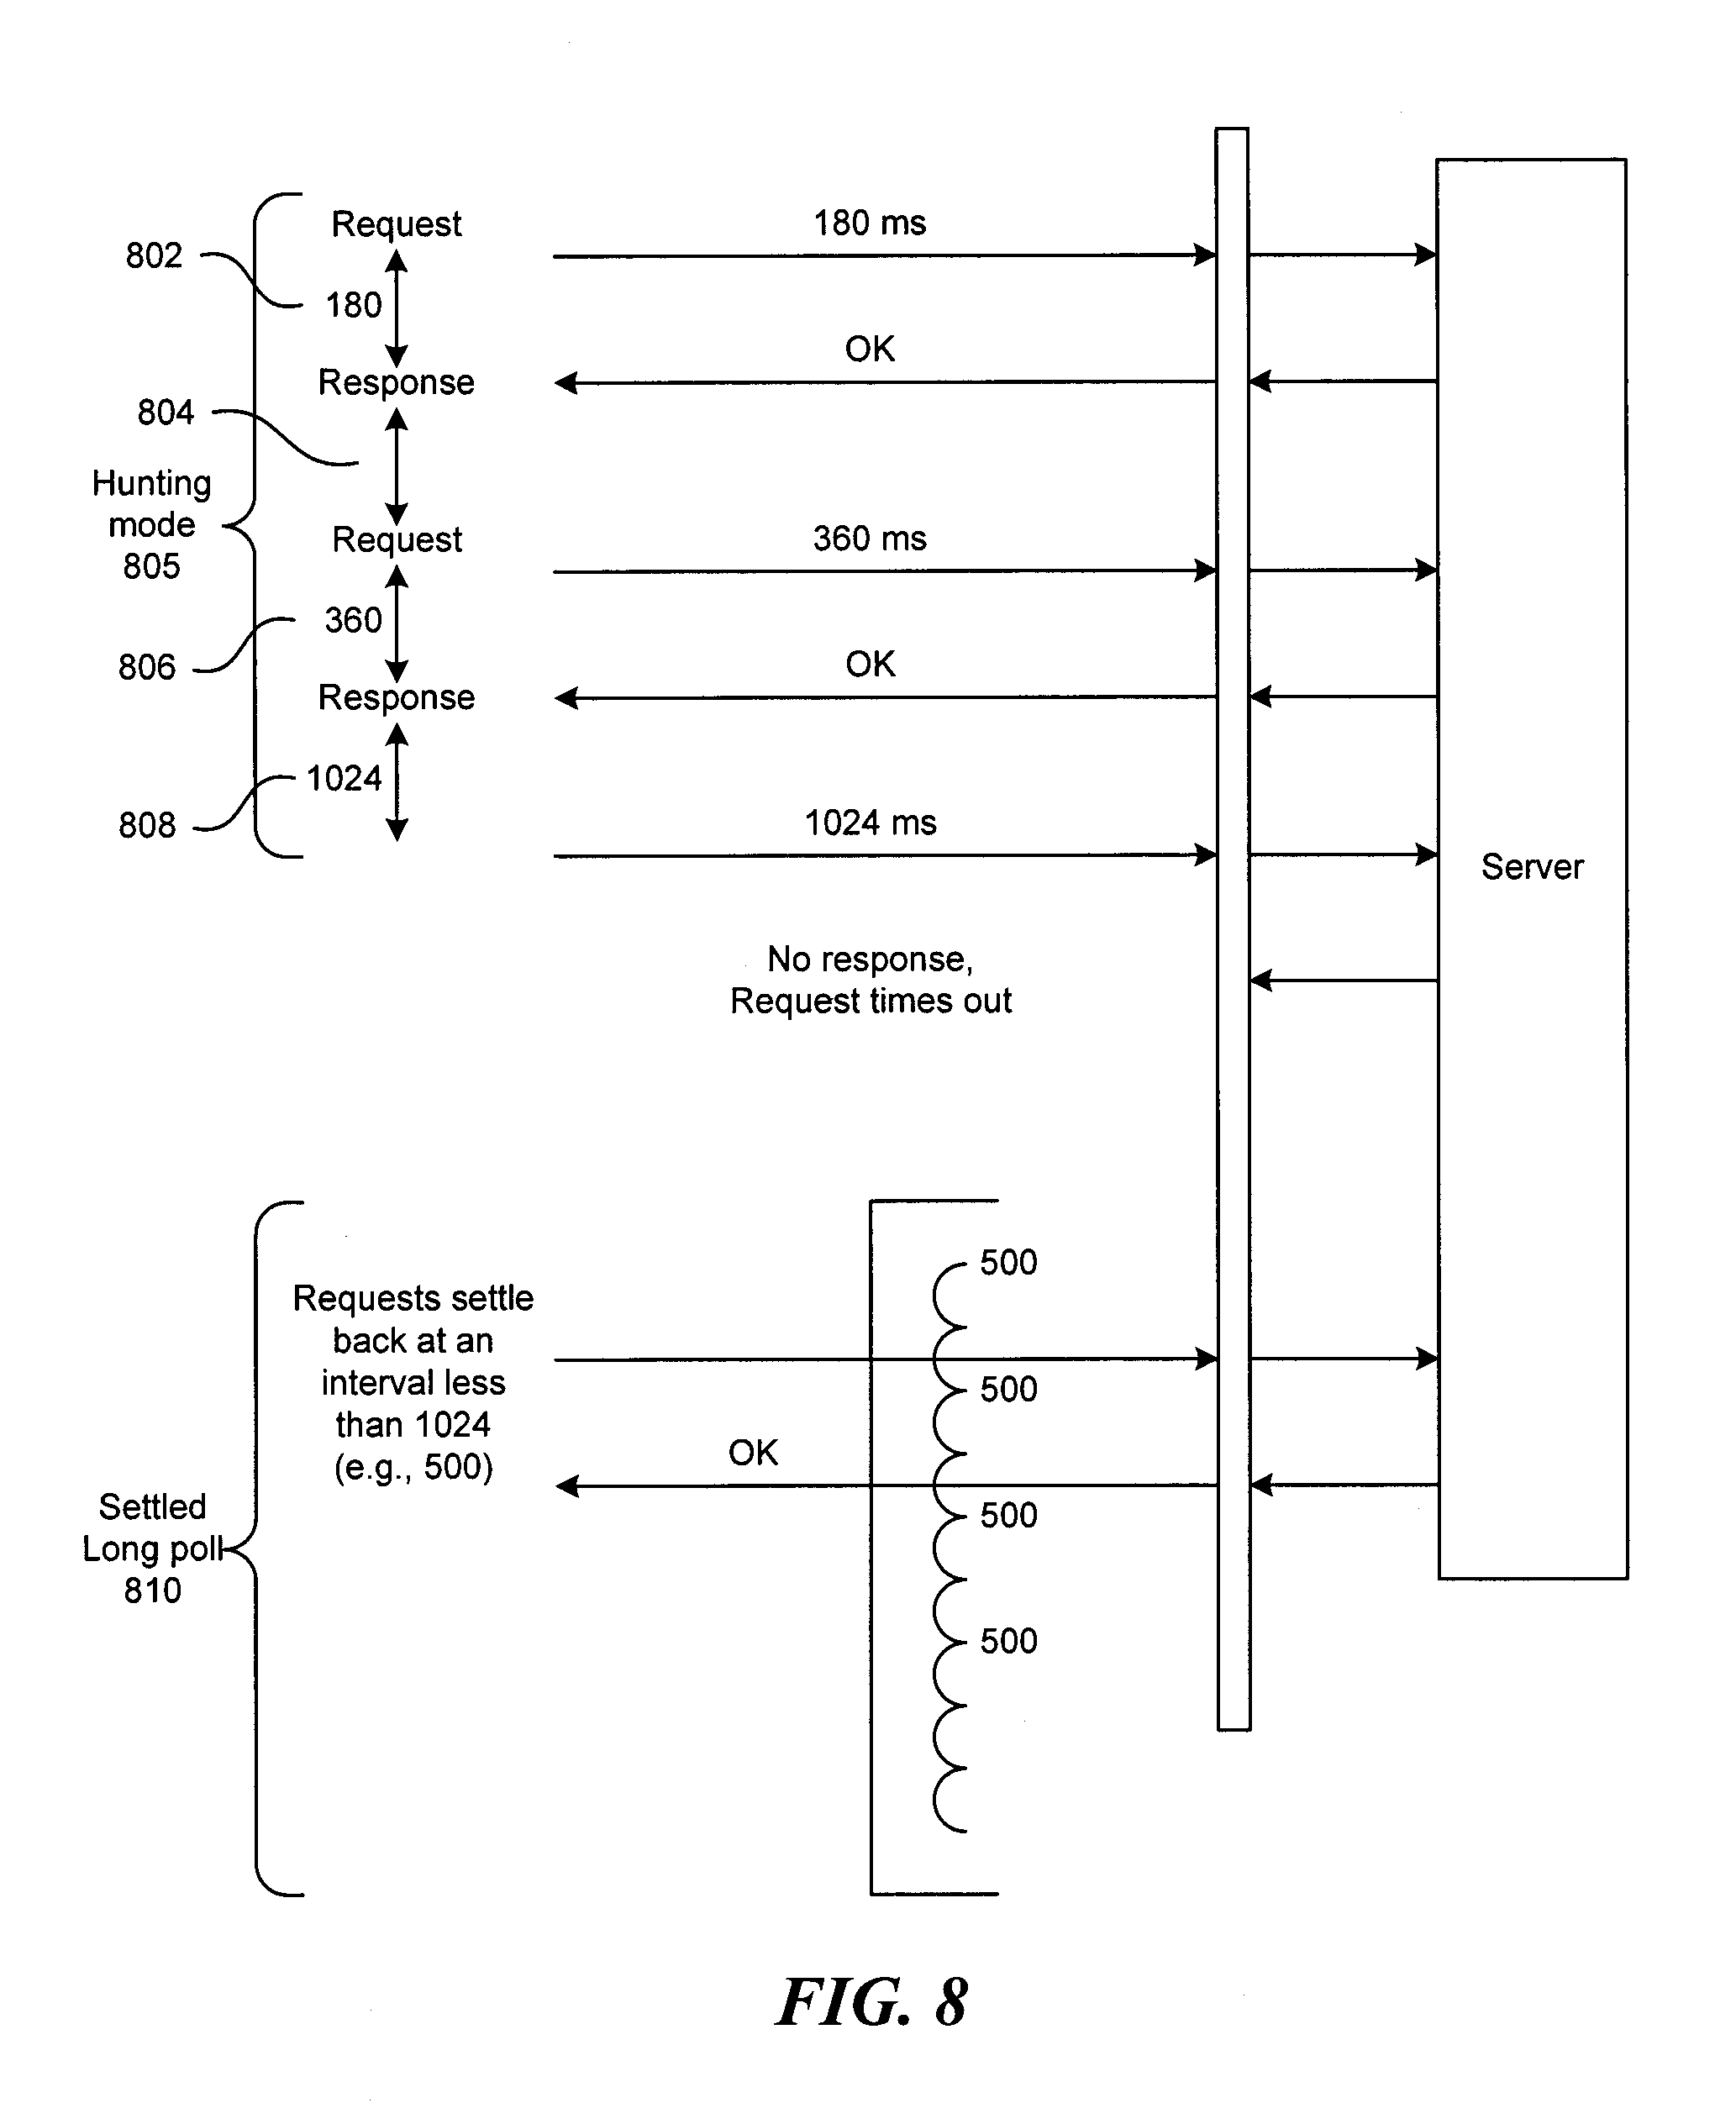 Request
180 ms
802
180
OK
Response
804
Hunting
mode
805
Request
360 ms
360
806
OK
Response
1024
808
1024 ms
Server
No response,
Request times out
500
Requests settle
back at an
interval less
than 1024
(e.g., 500)
500
OK
Settled
Long poll
810
500
500
FIG. 8